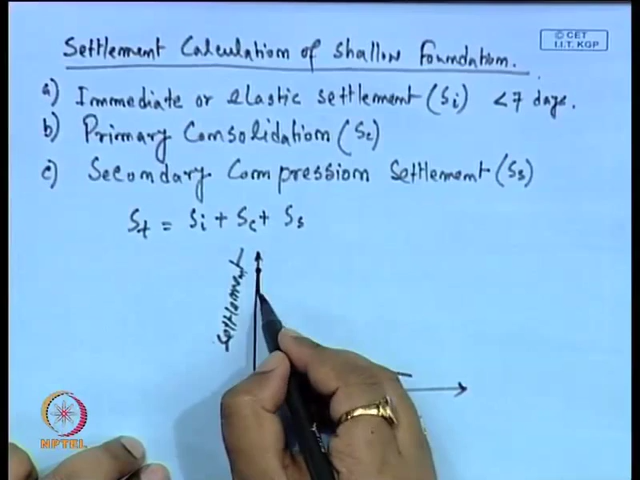 Settlement Calculation of Shallow Foundation.
© CET
I.I.T. KGP
a) Immediate or elastic settlement (Si) < 7 days.
b) Primary Consolidation (Sc)
c) Secondary Compression Settlement (Ss)
St = Si + Sc + Ss
Settlement
NPTEL